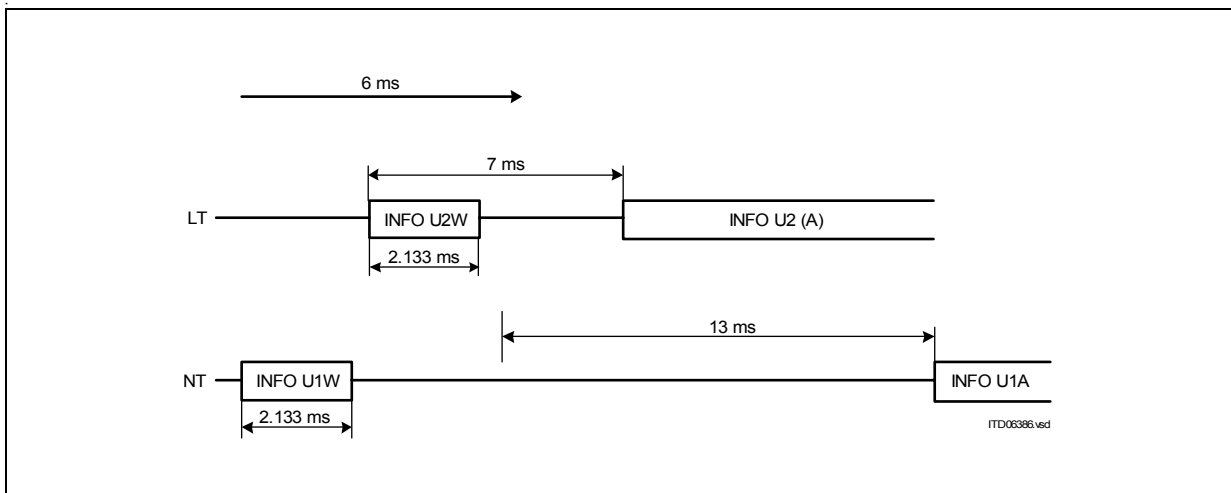 :
6 ms
7 ms
LT INFO U2W INFO U2 (A)
2.133 ms
13 ms
NT INFO U1W INFO U1A
2.133 ms
ITD06386.vsd